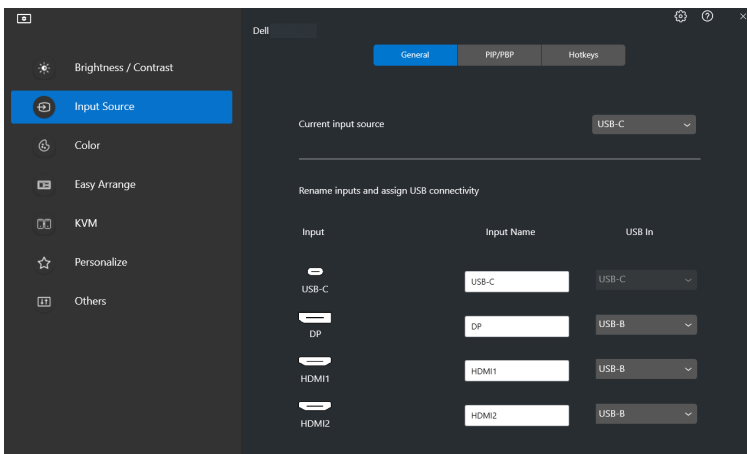 Dell
General PIP/PBP Hotkeys
Brightness / Contrast
Input Source
Color
Easy Arrange
KVM
Personalize
Others
Current input source USB-C
Rename inputs and assign USB connectivity
Input Input Name USB In
USB-C USB-C USB-C
DP DP USB-B
HDMI1 HDMI1 USB-B
HDMI2 HDMI2 USB-B